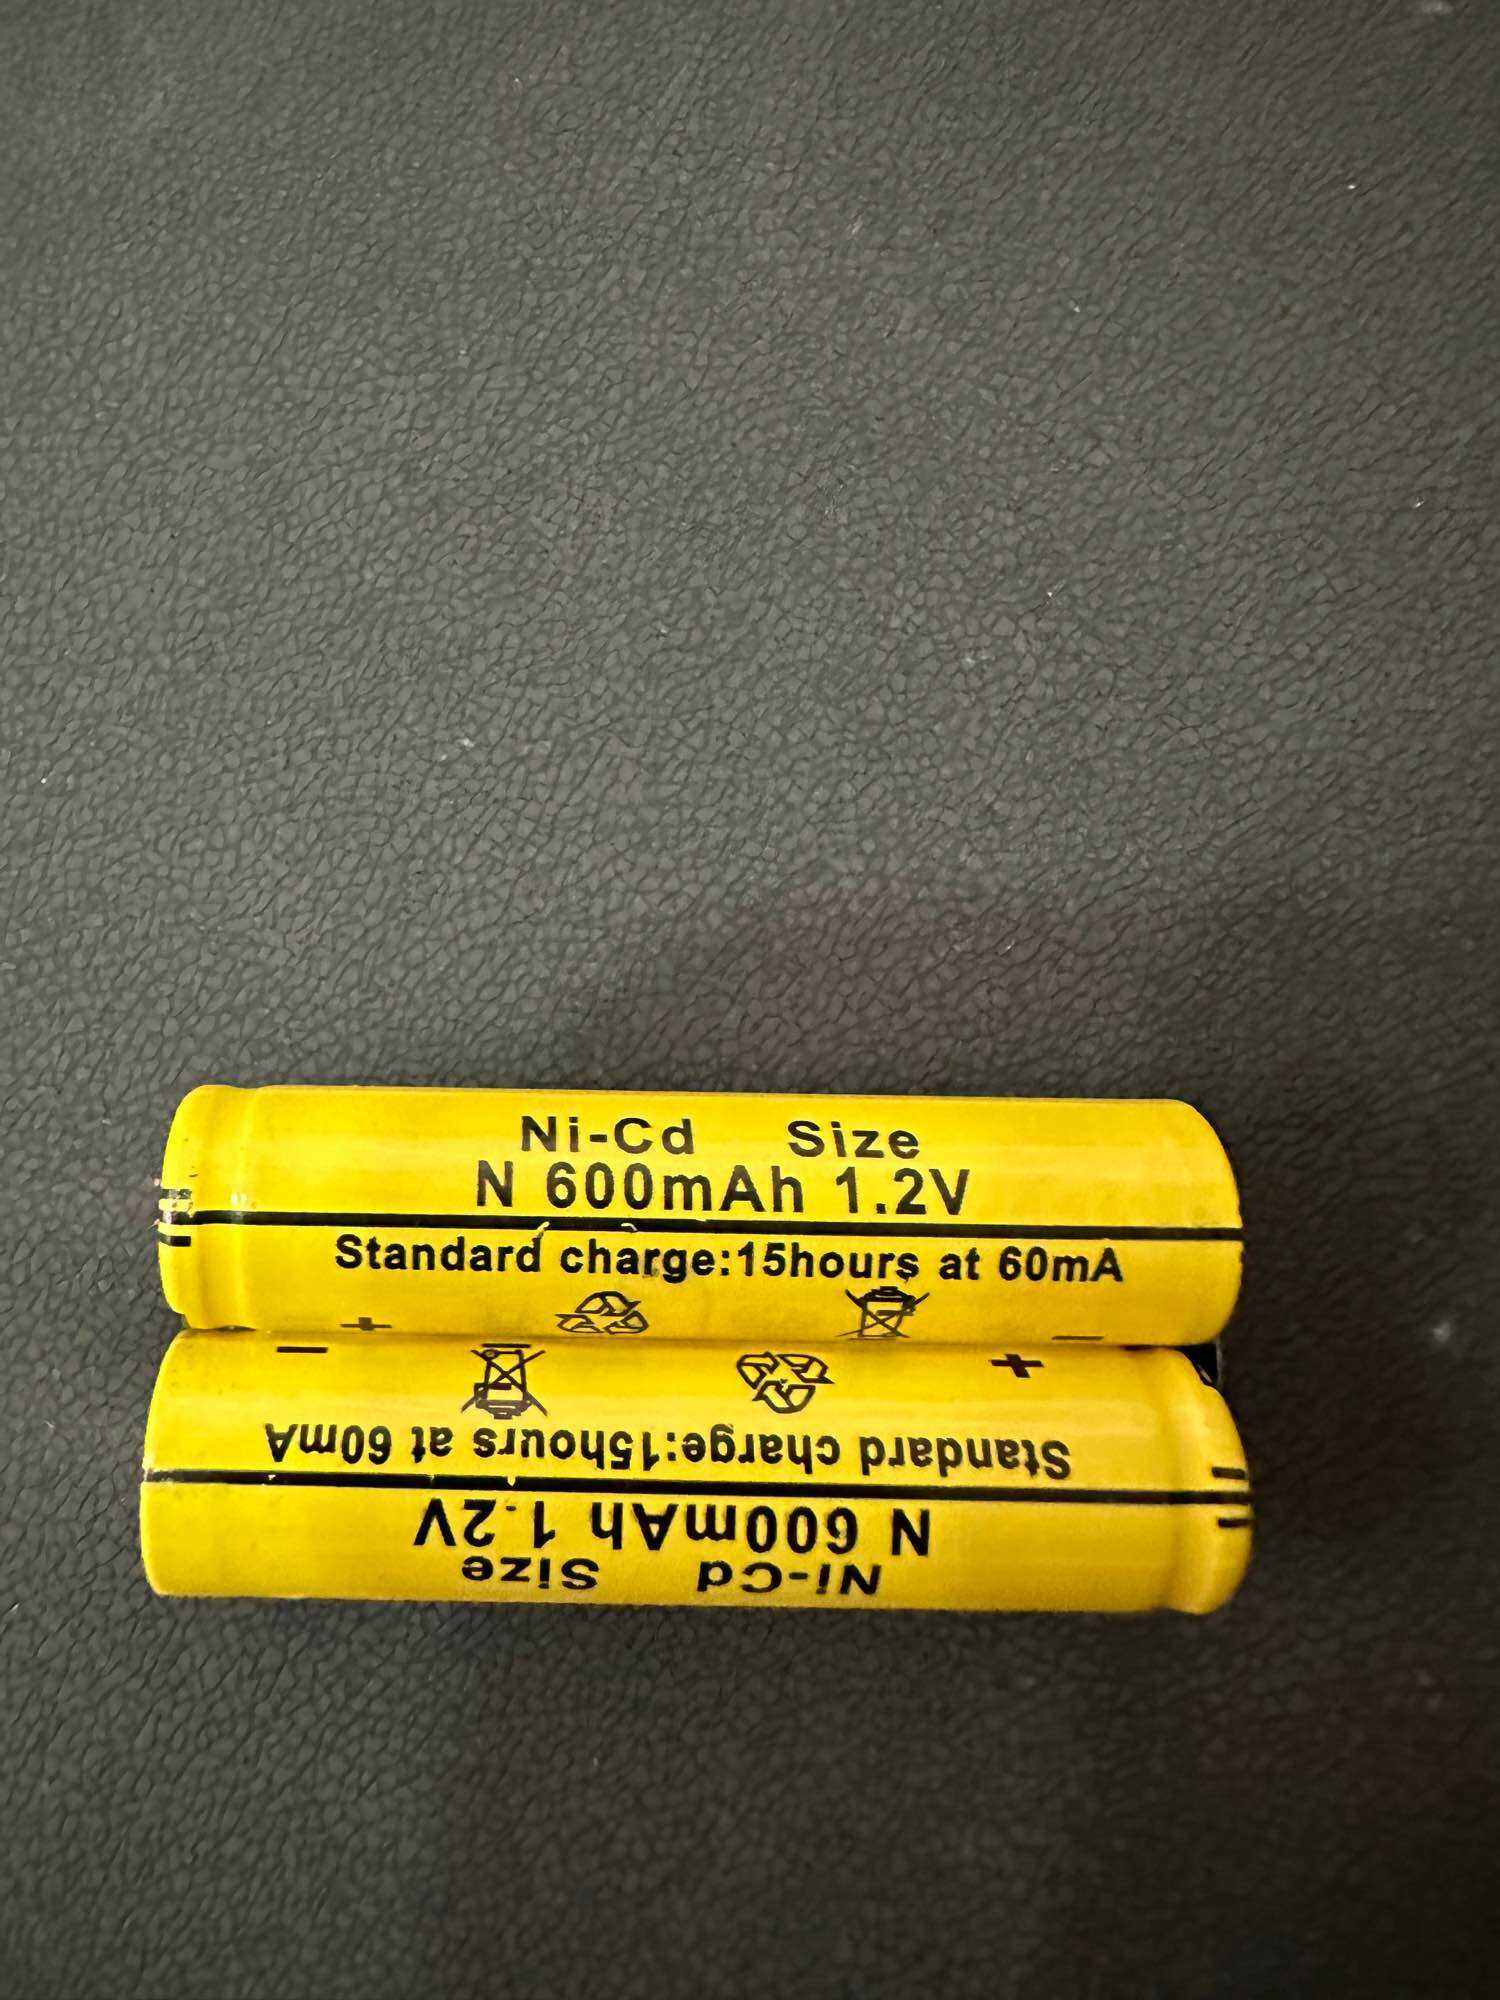 Ni-Cd Size
N 600mAh 1.2V
Standard charge:15hours at 60mA
+ -
Ni-Cd Size
N 600mAh 1.2V
Standard charge:15hours at 60mA
+ -